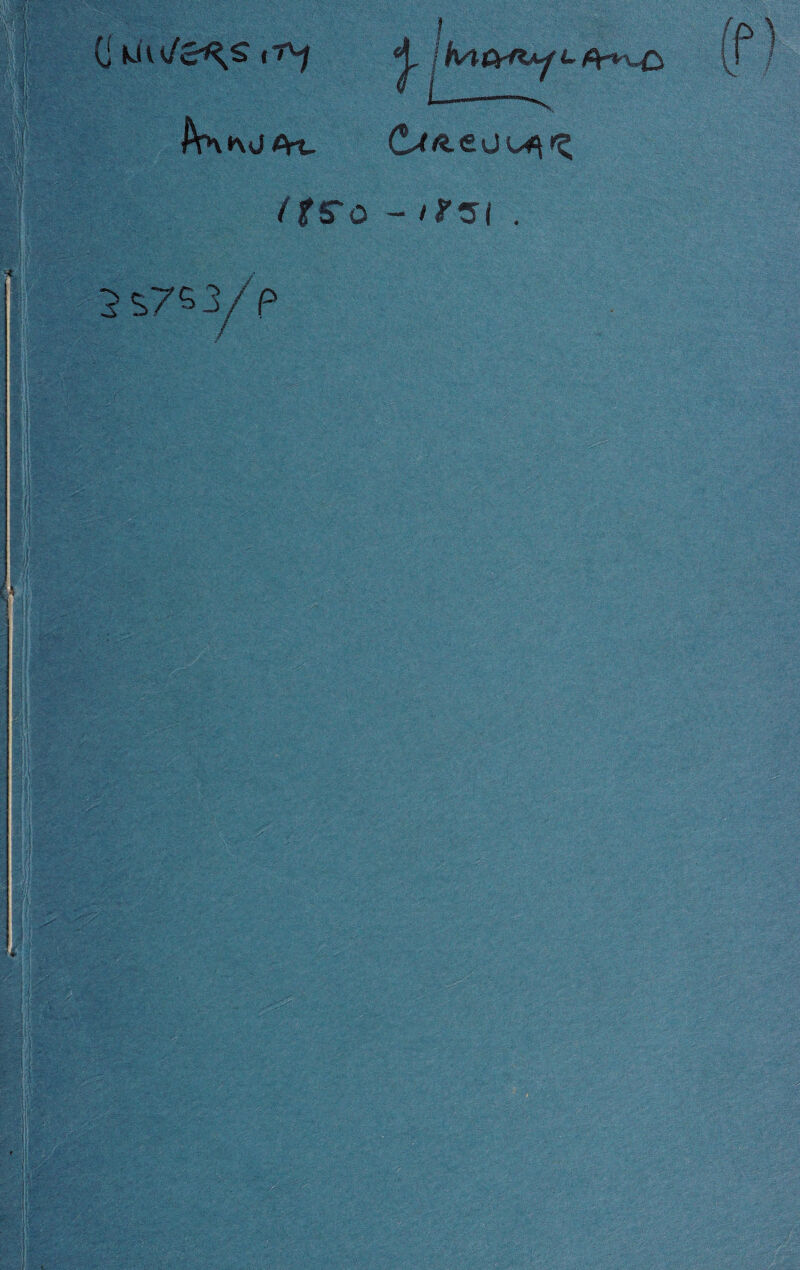 UNIVERSITY of MARYLAND (P)
ANNUAL CIRCULAR
1850-1851.
35753/P